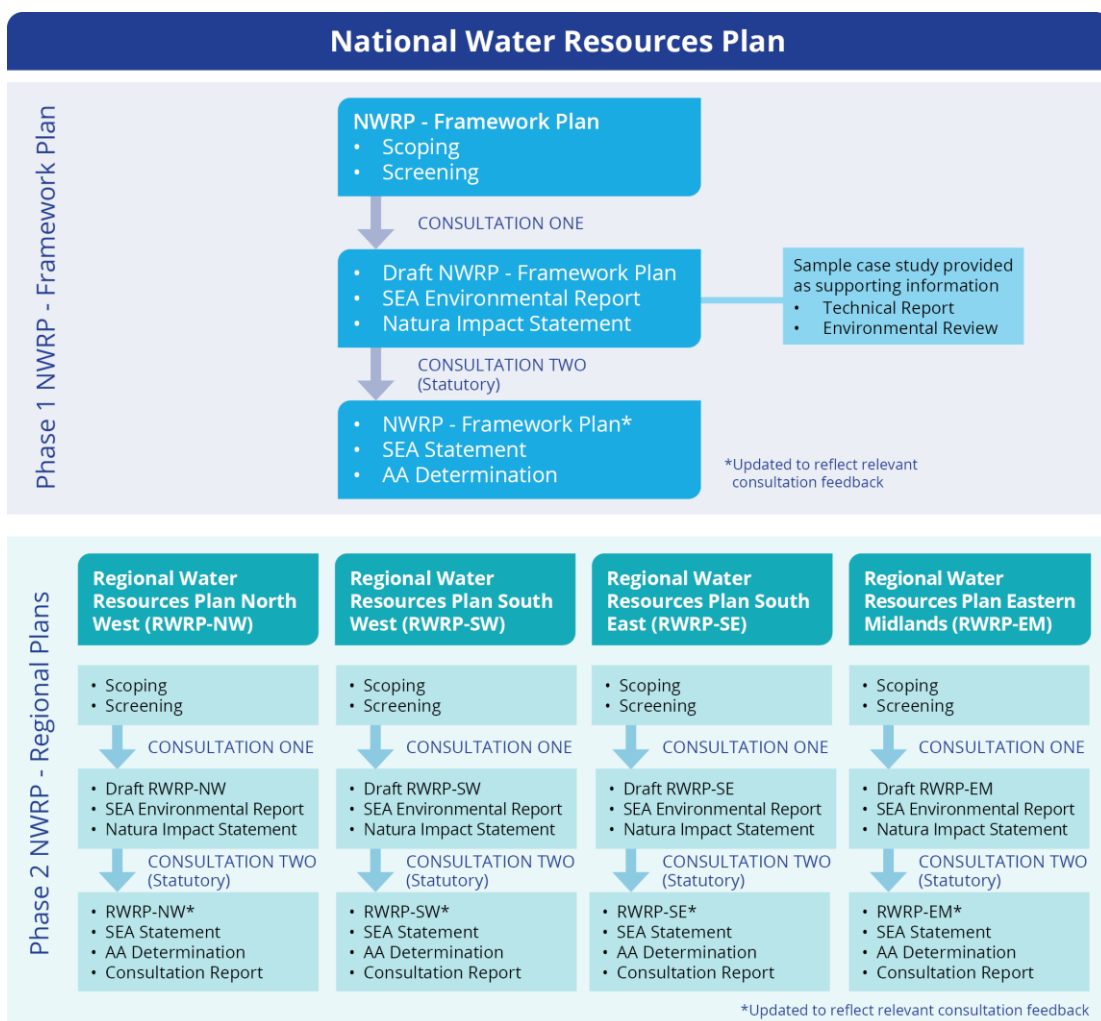 National Water Resources Plan
Phase 1 NWRP - Framework Plan
NWRP - Framework Plan
• Scoping
• Screening
CONSULTATION ONE
• Draft NWRP - Framework Plan
• SEA Environmental Report
• Natura Impact Statement
Sample case study provided
as supporting information
• Technical Report
• Environmental Review
CONSULTATION TWO
(Statutory)
• NWRP - Framework Plan*
• SEA Statement
• AA Determination
*Updated to reflect relevant
consultation feedback
Phase 2 NWRP - Regional Plans
Regional Water
Resources Plan North
West (RWRP-NW)
• Scoping
• Screening
CONSULTATION ONE
• Draft RWRP-NW
• SEA Environmental Report
• Natura Impact Statement
CONSULTATION TWO
(Statutory)
• RWRP-NW*
• SEA Statement
• AA Determination
• Consultation Report
Regional Water
Resources Plan South
West (RWRP-SW)
• Scoping
• Screening
CONSULTATION ONE
• Draft RWRP-SW
• SEA Environmental Report
• Natura Impact Statement
CONSULTATION TWO
(Statutory)
• RWRP-SW*
• SEA Statement
• AA Determination
• Consultation Report
Regional Water
Resources Plan South
East (RWRP-SE)
• Scoping
• Screening
CONSULTATION ONE
• Draft RWRP-SE
• SEA Environmental Report
• Natura Impact Statement
CONSULTATION TWO
(Statutory)
• RWRP-SE*
• SEA Statement
• AA Determination
• Consultation Report
Regional Water
Resources Plan Eastern
Midlands (RWRP-EM)
• Scoping
• Screening
CONSULTATION ONE
• Draft RWRP-EM
• SEA Environmental Report
• Natura Impact Statement
CONSULTATION TWO
(Statutory)
• RWRP-EM*
• SEA Statement
• AA Determination
• Consultation Report
*Updated to reflect relevant consultation feedback